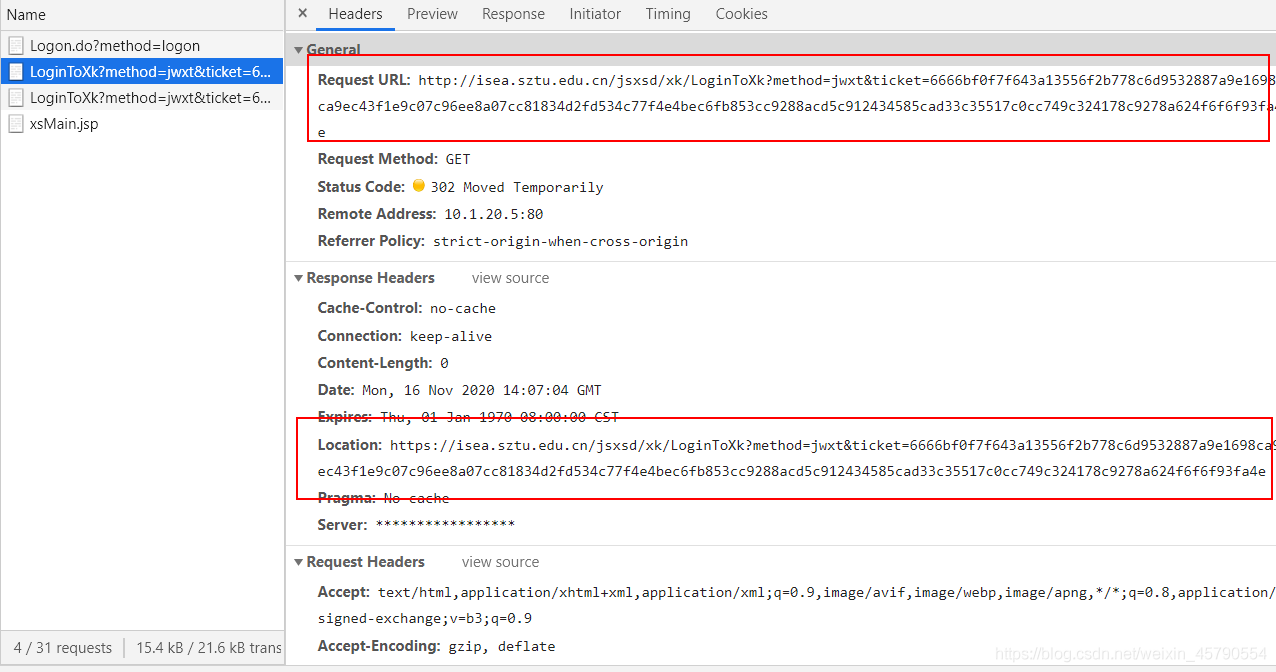 Name
Logon.do?method=logon
LoginToXk?method=jwxt&ticket=6...
LoginToXk?method=jwxt&ticket=6...
xsMain.jsp
4 / 31 requests
15.4 kB / 21.6 kB trans
× Headers Preview Response Initiator Timing Cookies
General
Request URL: http://isea.sztu.edu.cn/jsxsd/xk/LoginToXk?method=jwxt&ticket=6666bf0f7f643a13556f2b778c6d9532887a9e1698
ca9ec43f1e9c07c96ee8a07cc81834d2fd534c77f4e4bec6fb853cc9288acd5c912434585cad33c35517c0cc749c324178c9278a624f6f6f93fa4
e
Request Method: GET
Status Code: 302 Moved Temporarily
Remote Address: 10.1.20.5:80
Referrer Policy: strict-origin-when-cross-origin
Response Headers view source
Cache-Control: no-cache
Connection: keep-alive
Content-Length: 0
Date: Mon, 16 Nov 2020 14:07:04 GMT
Expires: Thu, 01 Jan 1970 08:00:00 CST
Location: https://isea.sztu.edu.cn/jsxsd/xk/LoginToXk?method=jwxt&ticket=6666bf0f7f643a13556f2b778c6d9532887a9e1698ca9
ec43f1e9c07c96ee8a07cc81834d2fd534c77f4e4bec6fb853cc9288acd5c912434585cad33c35517c0cc749c324178c9278a624f6f6f93fa4e
Pragma: No-cache
Server: *****************
Request Headers view source
Accept: text/html,application/xhtml+xml,application/xml;q=0.9,image/avif,image/webp,image/apng,*/*;q=0.8,application/
signed-exchange;v=b3;q=0.9
Accept-Encoding: gzip, deflate
https://blog.csdn.net/weixin_45790554